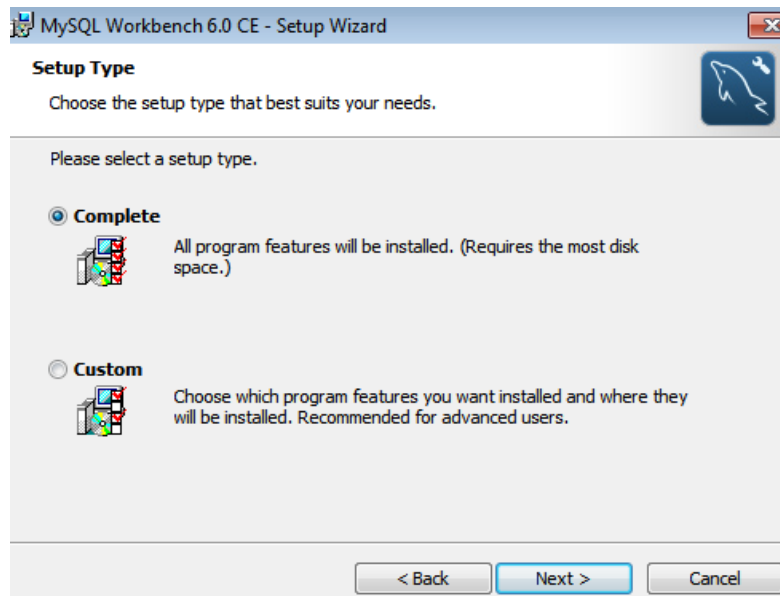 MySQL Workbench 6.0 CE - Setup Wizard
Setup Type
Choose the setup type that best suits your needs.
Please select a setup type.
Complete
All program features will be installed. (Requires the most disk
space.)
Custom
Choose which program features you want installed and where they
will be installed. Recommended for advanced users.
< Back Next > Cancel